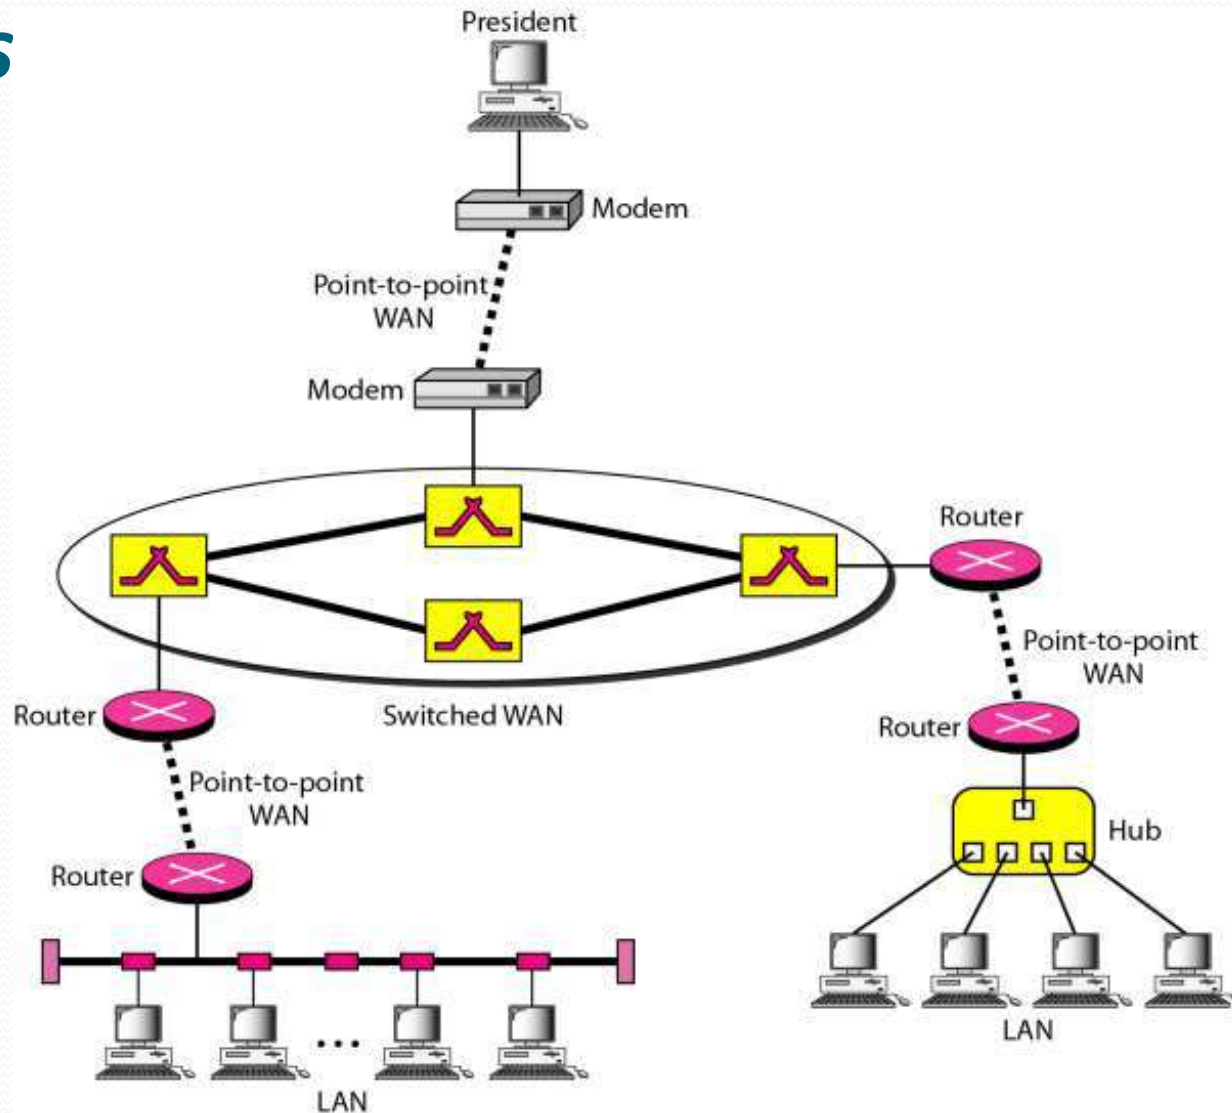 s
President
Modem
Point-to-point
WAN
Modem
Router
Point-to-point
WAN
Router
Switched WAN
Router
Point-to-point
WAN
Router
Hub
LAN
LAN